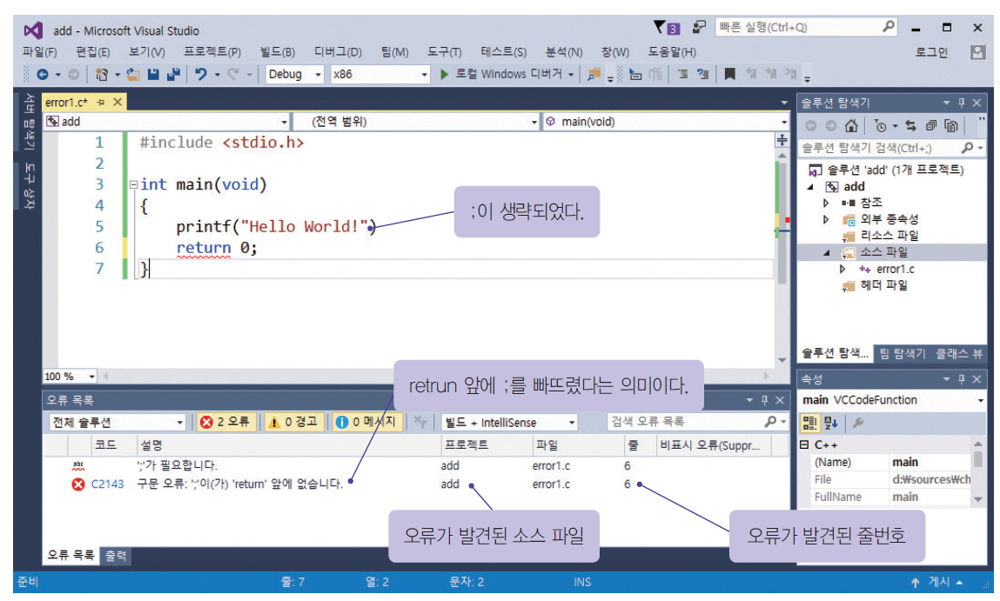 add - Microsoft Visual Studio
3
빠른 실행(Ctrl+Q)
파일(F) 편집(E) 보기(V) 프로젝트(P) 빌드(B) 디버그(D) 팀(M) 도구(T) 테스트(S) 분석(N) 창(W) 도움말(H)
로그인
Debug x86 로컬 Windows 디버거
서버 탐색기
도구 상자
error1.c*
add (전역 범위) main(void)
1 #include <stdio.h>
2
3 int main(void)
4 {
5 printf("Hello World!")
6 return 0;
7 }
;이 생략되었다.
100 %
솔루션 탐색기
솔루션 탐색기 검색(Ctrl+;)
솔루션 'add' (1개 프로젝트)
add
참조
외부 종속성
리소스 파일
소스 파일
error1.c
헤더 파일
솔루션 탐색... 팀 탐색기 클래스 뷰
retrun 앞에 ;를 빠뜨렸다는 의미이다.
오류 목록
전체 솔루션 2 오류 0 경고 0 메시지 빌드 + IntelliSense 검색 오류 목록
코드 설명 프로젝트 파일 줄 비표시 오류(Suppr...
abc ';'가 필요합니다. add error1.c 6
C2143 구문 오류: ';'이(가) 'return' 앞에 없습니다. add error1.c 6
오류가 발견된 소스 파일
오류가 발견된 줄번호
오류 목록 출력
속성
main VCCodeFunction
C++
(Name) main
File d:₩sources₩ch
FullName main
준비 줄: 7 열: 2 문자: 2 INS 게시